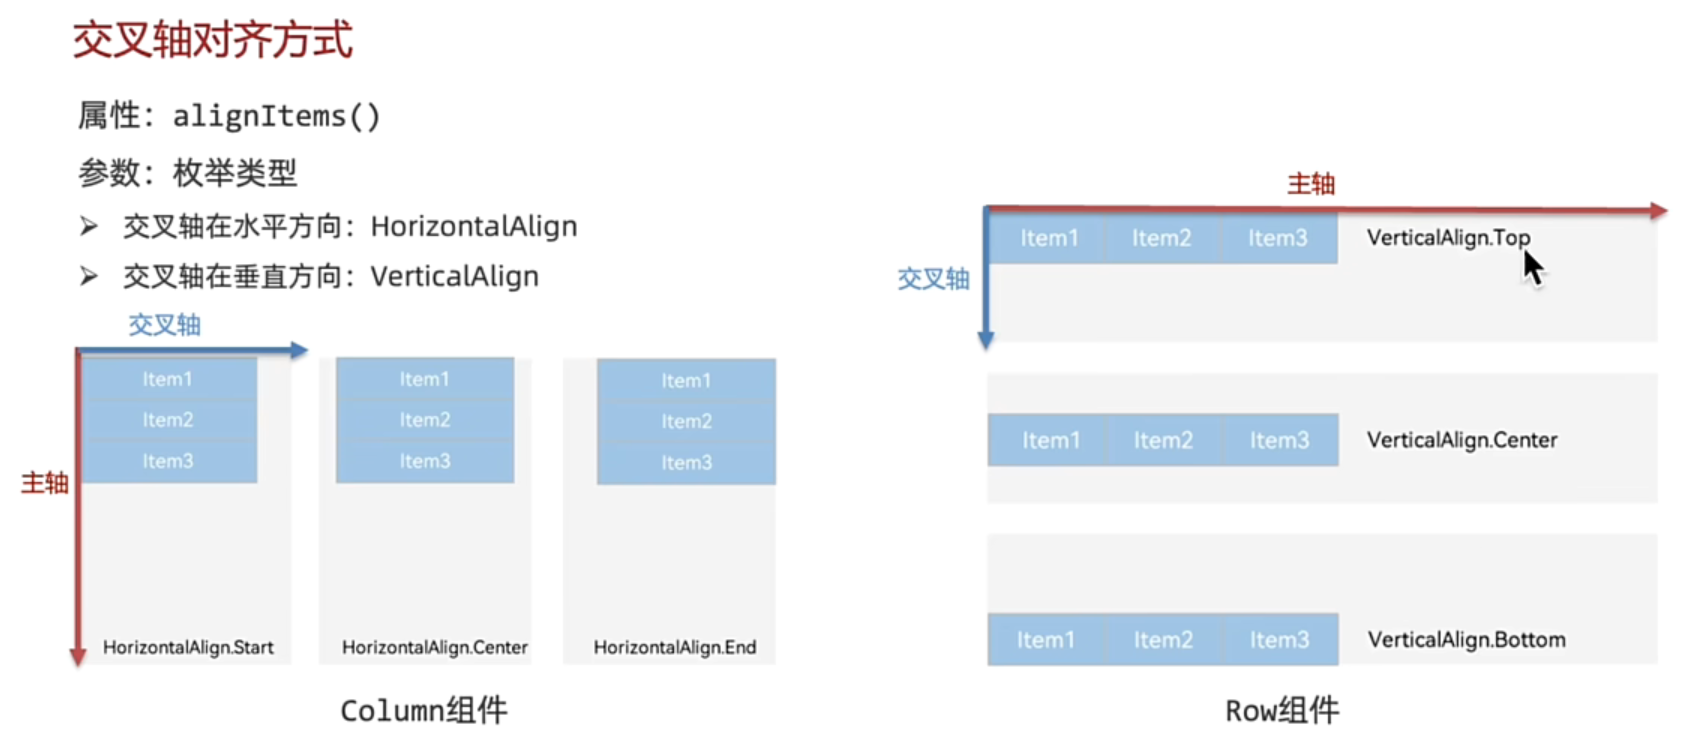 交叉轴对齐方式
属性：alignItems()
参数：枚举类型
➢ 交叉轴在水平方向：HorizontalAlign
➢ 交叉轴在垂直方向：VerticalAlign
交叉轴
主轴
Item1
Item2
Item3
HorizontalAlign.Start
Item1
Item2
Item3
HorizontalAlign.Center
Item1
Item2
Item3
HorizontalAlign.End
Column组件
主轴
交叉轴
Item1 Item2 Item3 VerticalAlign.Top
Item1 Item2 Item3 VerticalAlign.Center
Item1 Item2 Item3 VerticalAlign.Bottom
Row组件